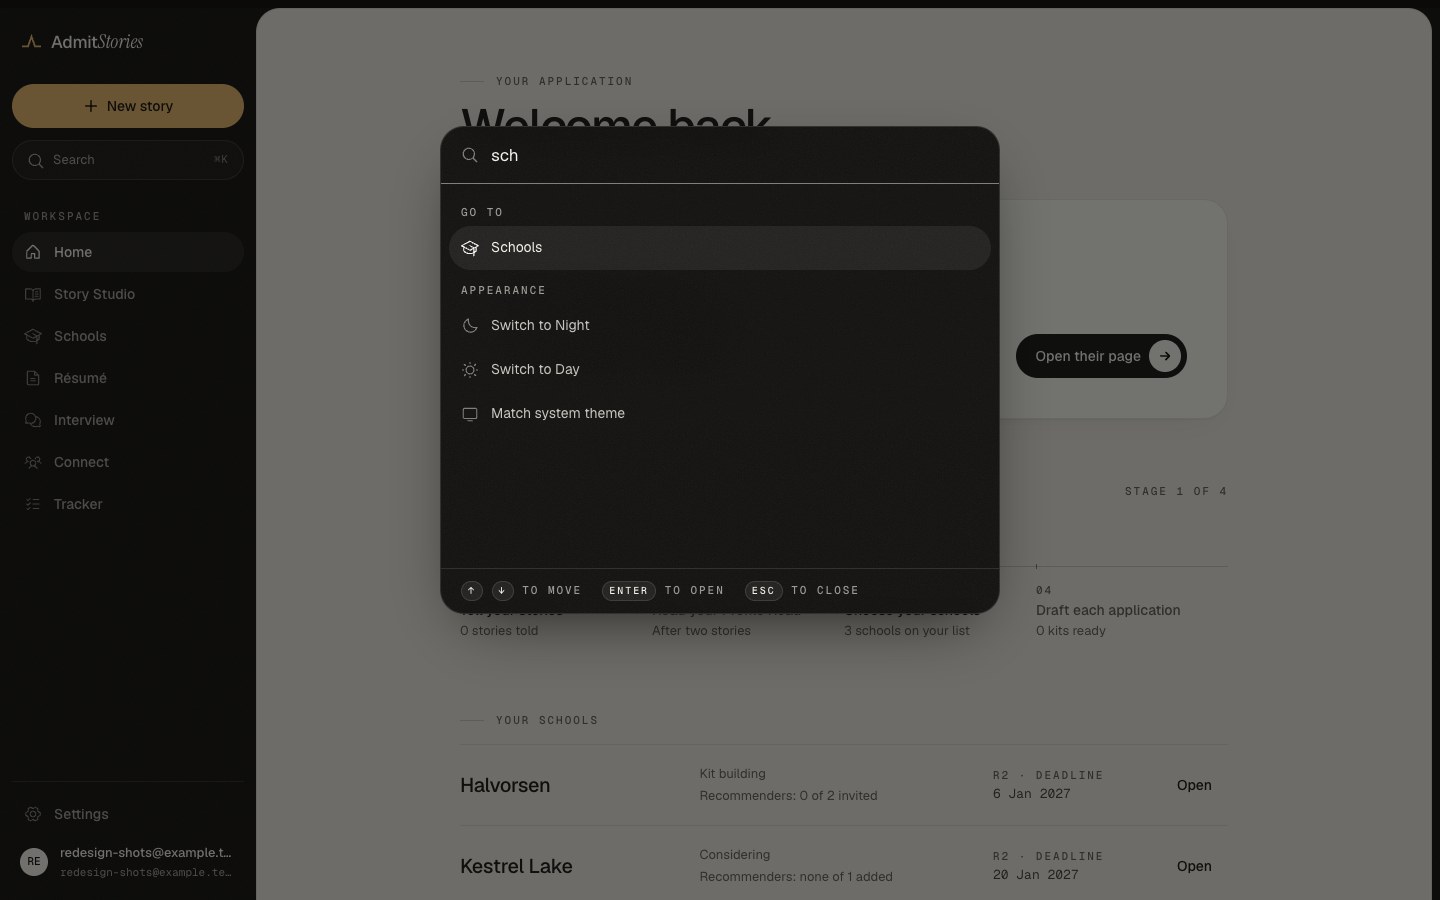 AdmitStories
New story
Search
⌘K
WORKSPACE
Home
Story Studio
Schools
Résumé
Interview
Connect
Tracker
Settings
RE
redesign-shots@example.t…
redesign-shots@example.te…
YOUR APPLICATION
Welcome back
sch
GO TO
Schools
APPEARANCE
Switch to Night
Switch to Day
Match system theme
↑ ↓ TO MOVE ENTER TO OPEN ESC TO CLOSE
Open their page
STAGE 1 OF 4
0 stories told
After two stories
3 schools on your list
04
Draft each application
0 kits ready
YOUR SCHOOLS
Halvorsen
Kit building
Recommenders: 0 of 2 invited
R2 · DEADLINE
6 Jan 2027
Open
Kestrel Lake
Considering
Recommenders: none of 1 added
R2 · DEADLINE
20 Jan 2027
Open